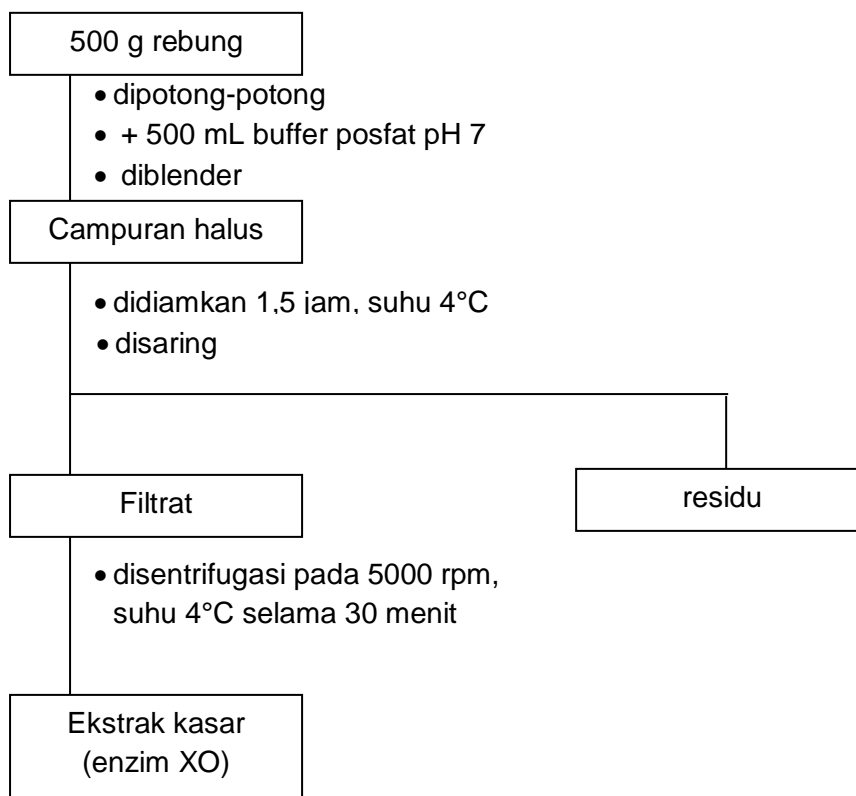 500 g rebung
• dipotong-potong
• + 500 mL buffer posfat pH 7
• diblender
Campuran halus
• didiamkan 1,5 jam, suhu 4°C
• disaring
Filtrat
residu
• disentrifugasi pada 5000 rpm,
suhu 4°C selama 30 menit
Ekstrak kasar
(enzim XO)